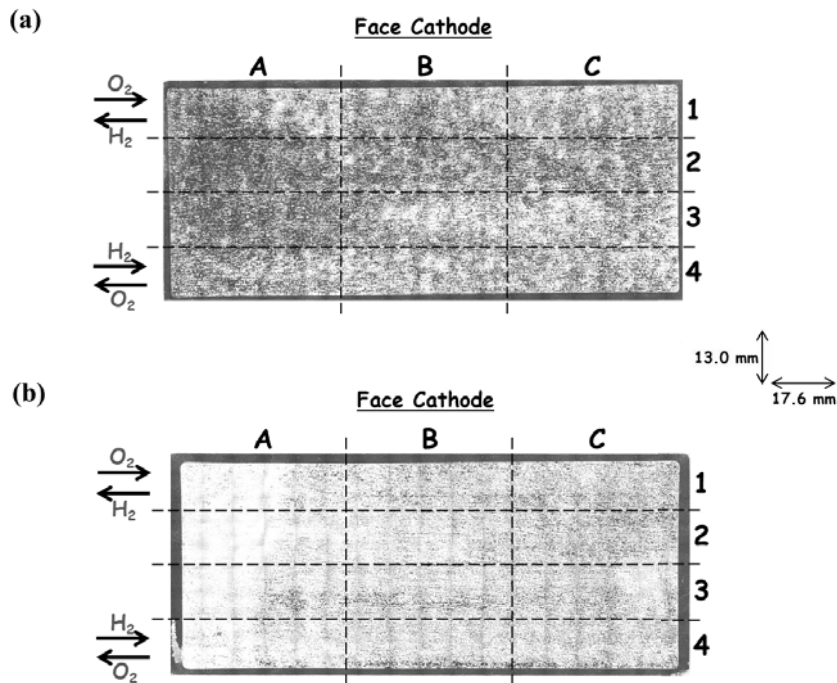 (a)
Face Cathode
A B C
O₂
H₂
1
2
3
H₂
O₂
4
13.0 mm
17.6 mm
(b)
Face Cathode
A B C
O₂
H₂
1
2
3
H₂
O₂
4